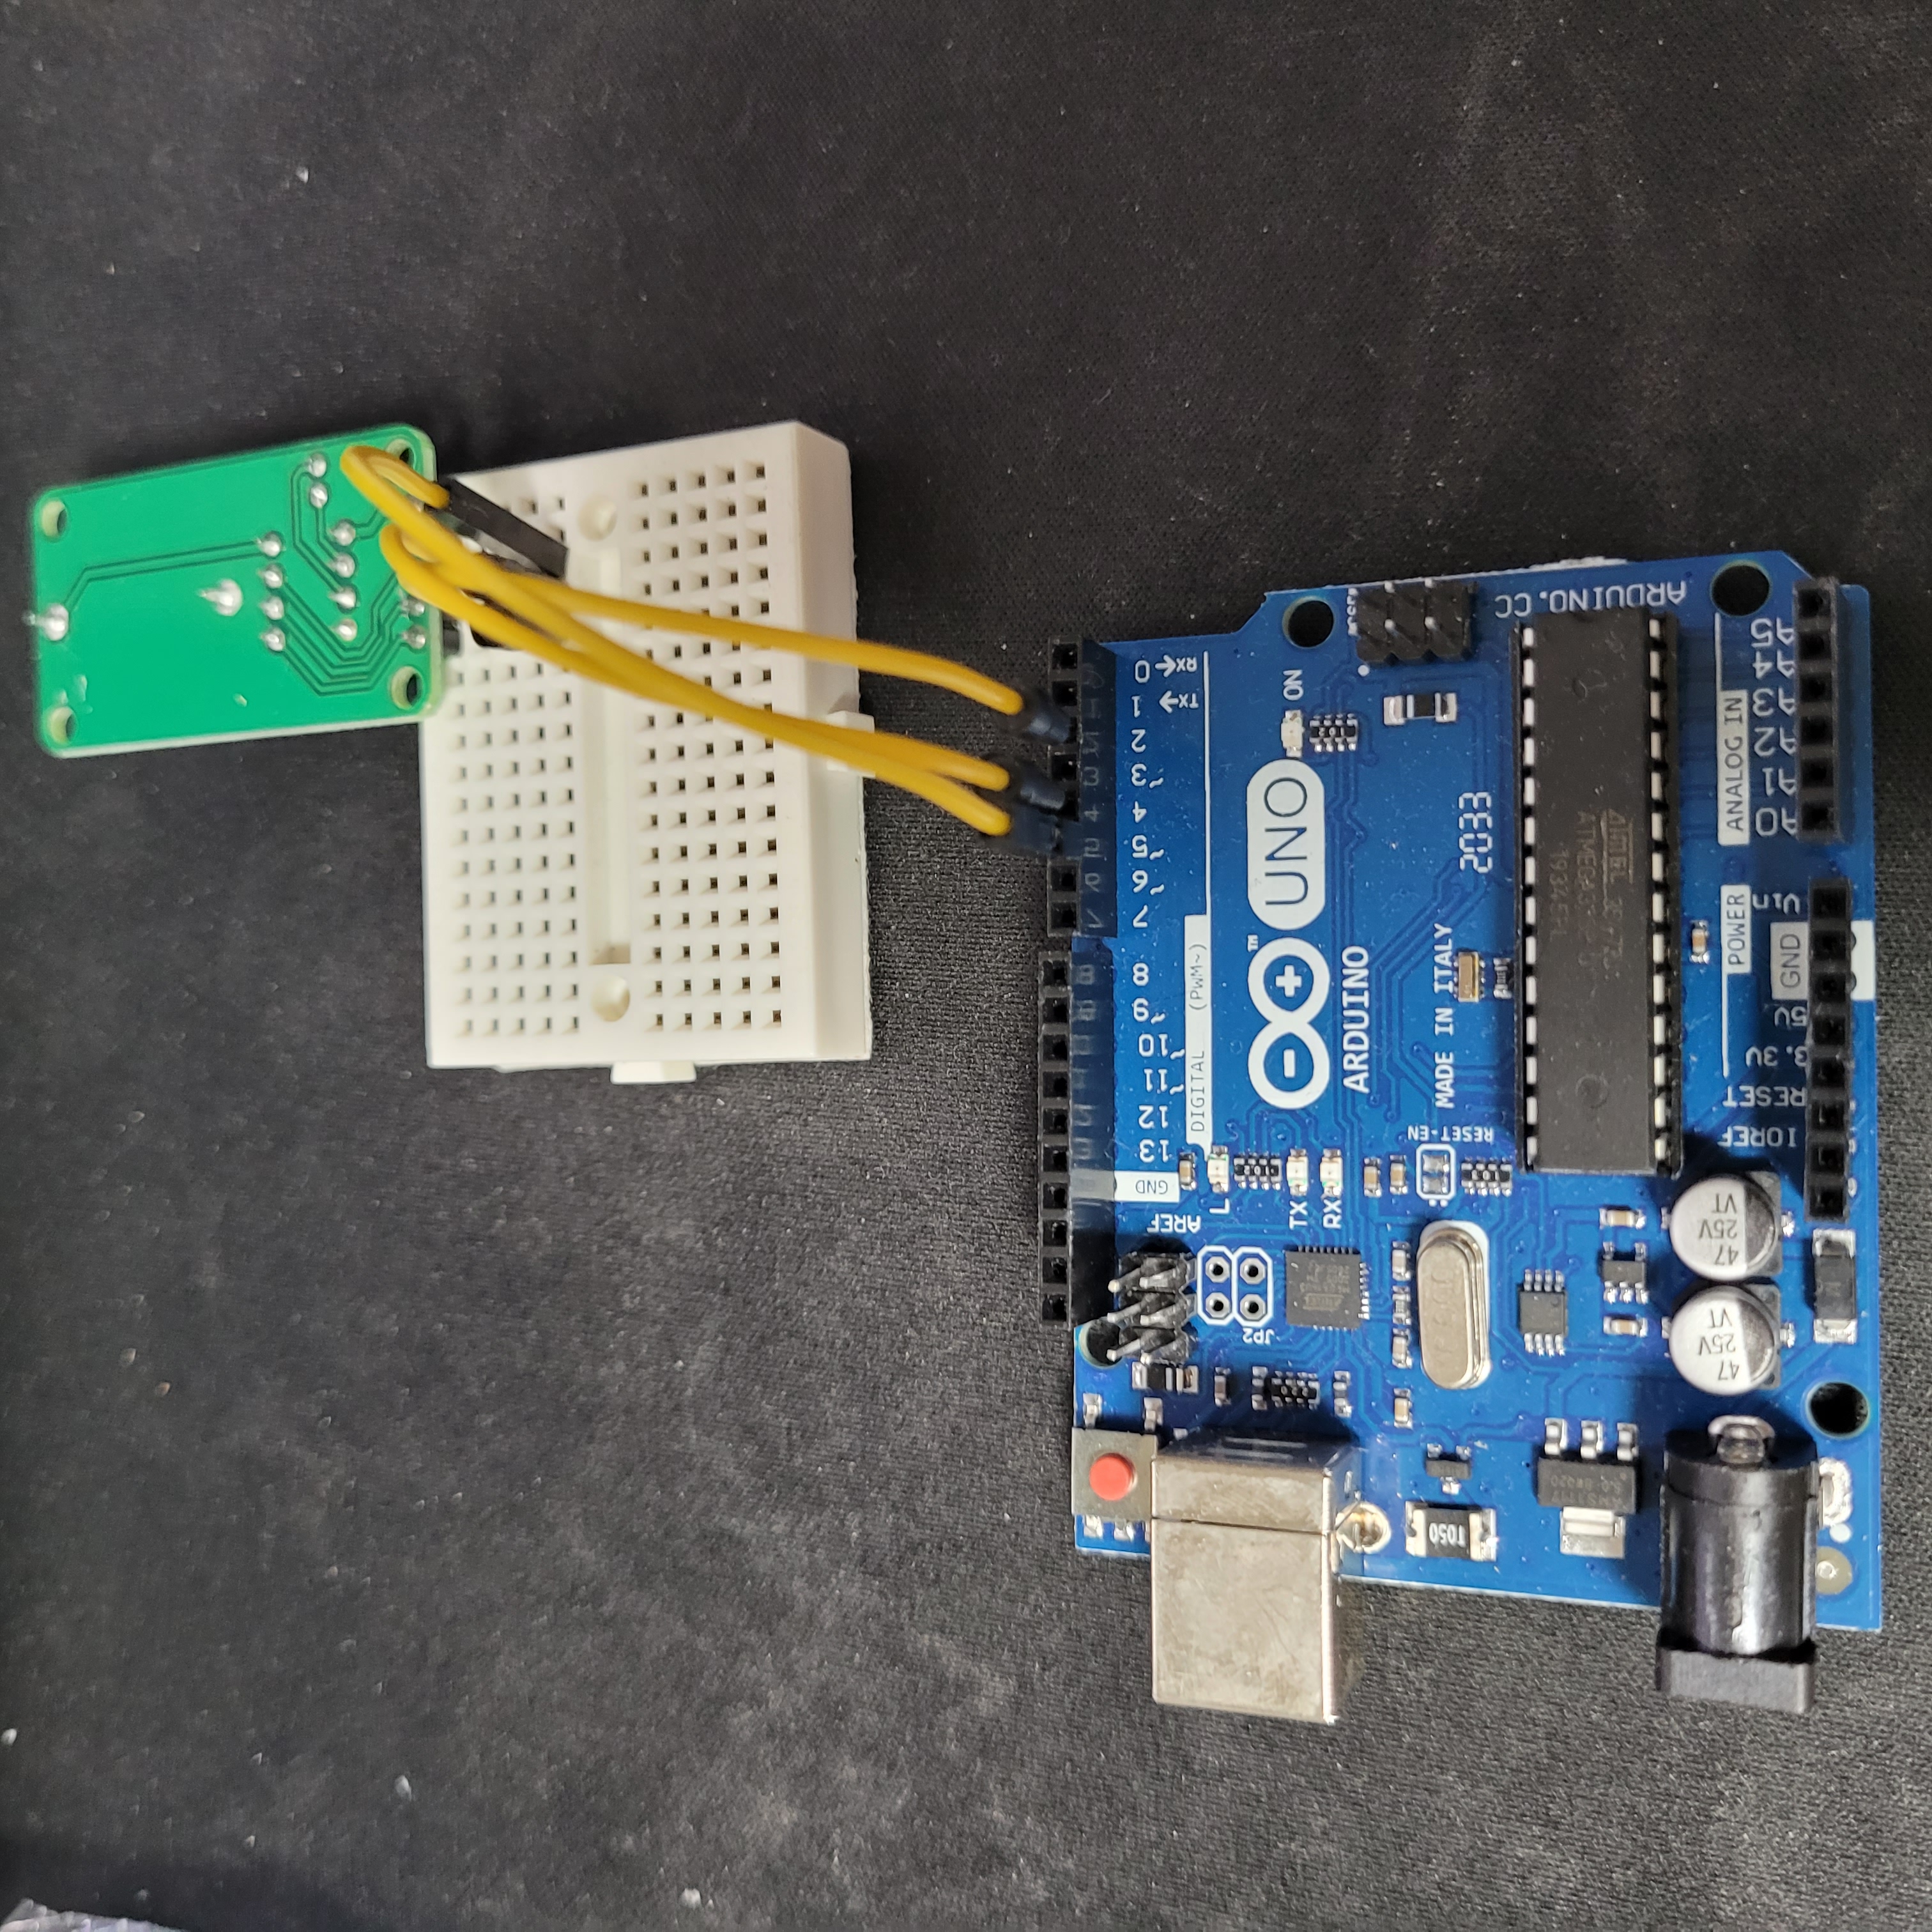 AREF
GND
13
12
~11
~10
~9
8
7
~6
~5
4
~3
2
TX→1
RX←0
DIGITAL (PWM~)
L
JP2
TX
RX
™
UNO
ON
ARDUINO
MADE IN ITALY
2033
RESET-EN
T050
ARDUINO.CC
47
25V
VT
47
25V
VT
IOREF
RESET
3.3V
5V
GND
Vin
POWER
ANALOG IN
A0
A1
A2
A3
A4
A5